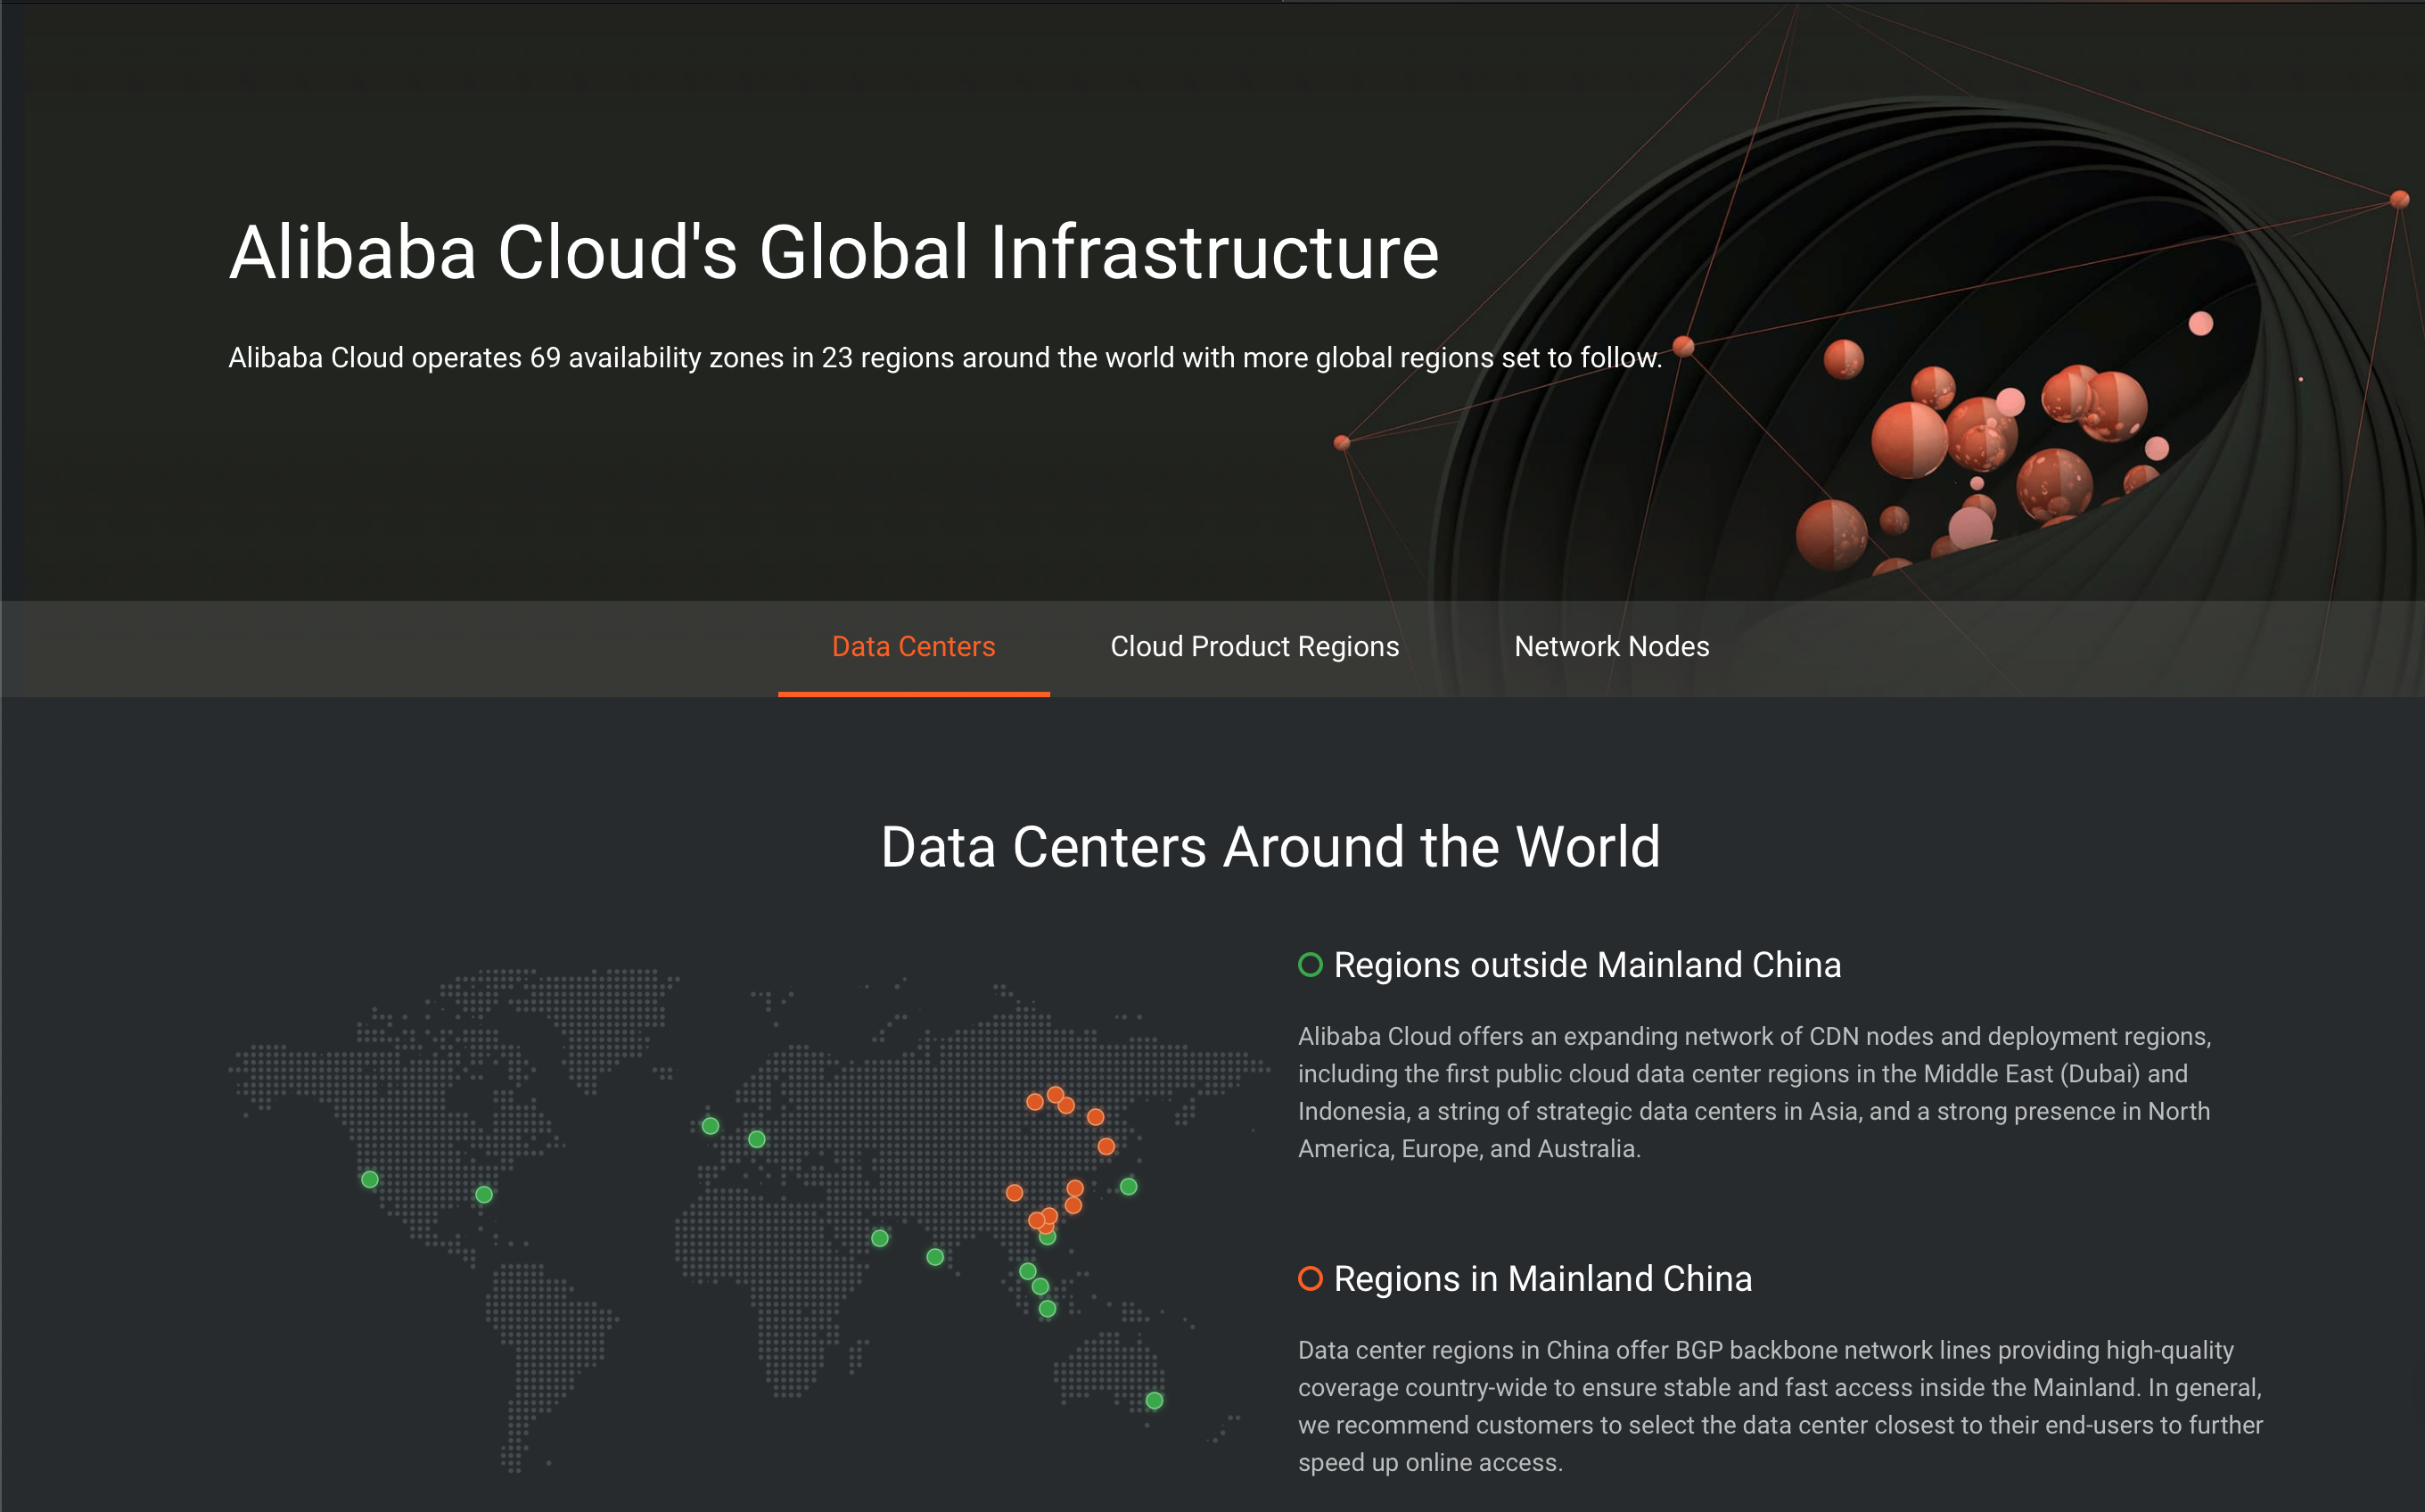 Alibaba Cloud's Global Infrastructure
Alibaba Cloud operates 69 availability zones in 23 regions around the world with more global regions set to follow.
Data Centers
Cloud Product Regions
Network Nodes
Data Centers Around the World
Regions outside Mainland China
Alibaba Cloud offers an expanding network of CDN nodes and deployment regions,
including the first public cloud data center regions in the Middle East (Dubai) and
Indonesia, a string of strategic data centers in Asia, and a strong presence in North
America, Europe, and Australia.
Regions in Mainland China
Data center regions in China offer BGP backbone network lines providing high-quality
coverage country-wide to ensure stable and fast access inside the Mainland. In general,
we recommend customers to select the data center closest to their end-users to further
speed up online access.